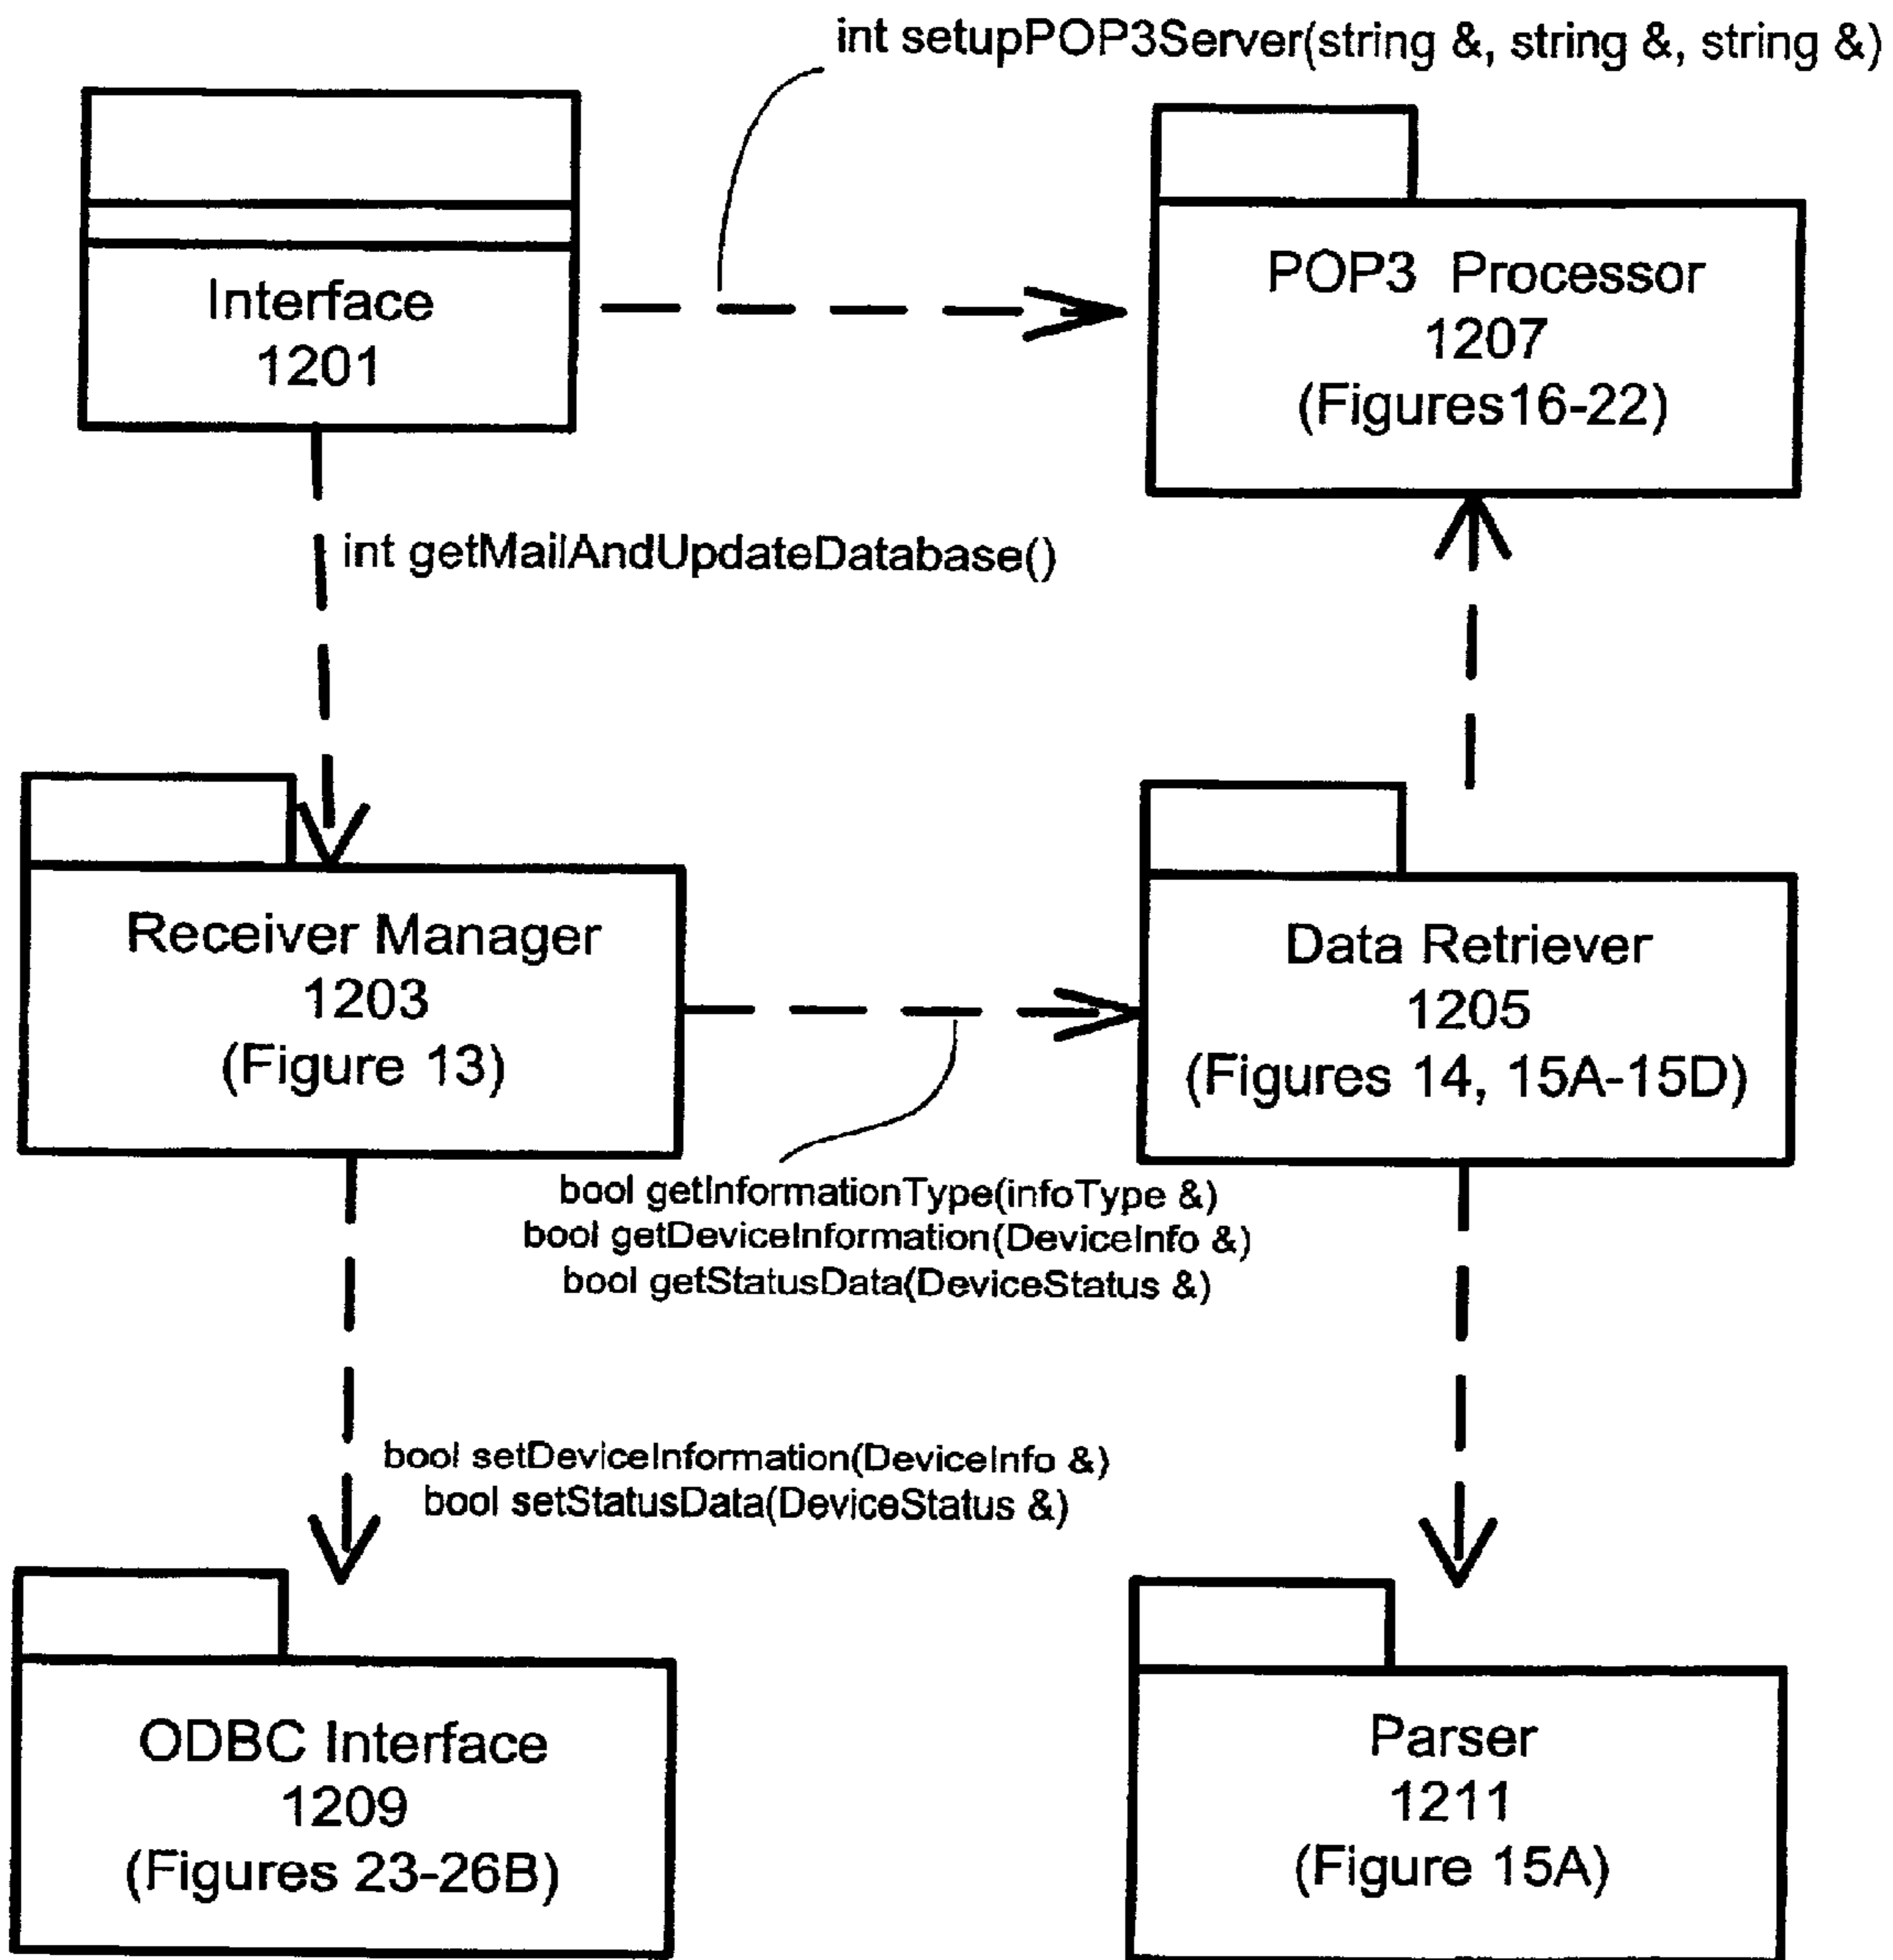 int setupPOP3Server(string &, string &, string &)
Interface
1201
POP3 Processor
1207
(Figures16-22)
int getMailAndUpdateDatabase()
Receiver Manager
1203
(Figure 13)
Data Retriever
1205
(Figures 14, 15A-15D)
bool getInformationType(infoType &)
bool getDeviceInformation(DeviceInfo &)
bool getStatusData(DeviceStatus &)
bool setDeviceInformation(DeviceInfo &)
bool setStatusData(DeviceStatus &)
ODBC Interface
1209
(Figures 23-26B)
Parser
1211
(Figure 15A)